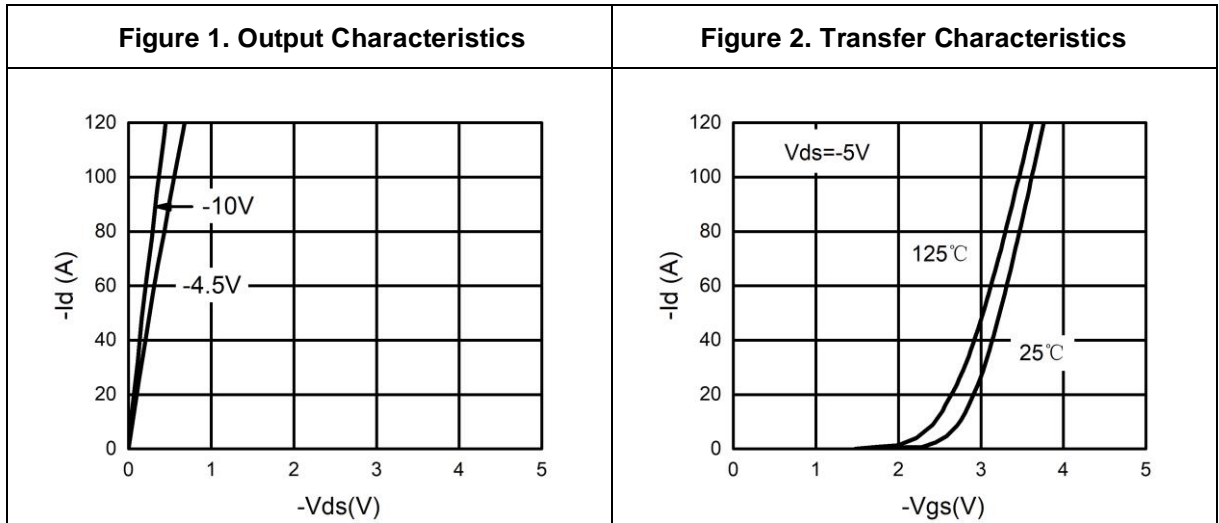 Figure 1. Output Characteristics
120
100
80
60
40
20
0
-Id (A)
-10V
-4.5V
0 1 2 3 4 5
-Vds(V)
Figure 2. Transfer Characteristics
120
100
80
60
40
20
0
-Id (A)
Vds=-5V
125℃
25℃
0 1 2 3 4 5
-Vgs(V)